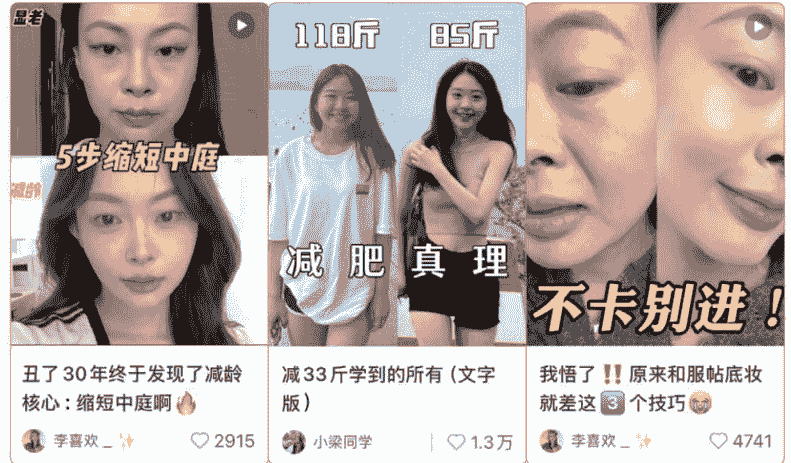 显老
5步缩短中庭
减龄
丑了30年终于发现了减龄
核心：缩短中庭啊🔥
李喜欢_✨
2915
118斤 85斤
减 肥 真 理
减33斤学到的所有（文字
版）
小梁同学
1.3万
不卡别进！
我悟了‼️原来和服帖底妆
就差这3️⃣个技巧😭
李喜欢_✨
4741